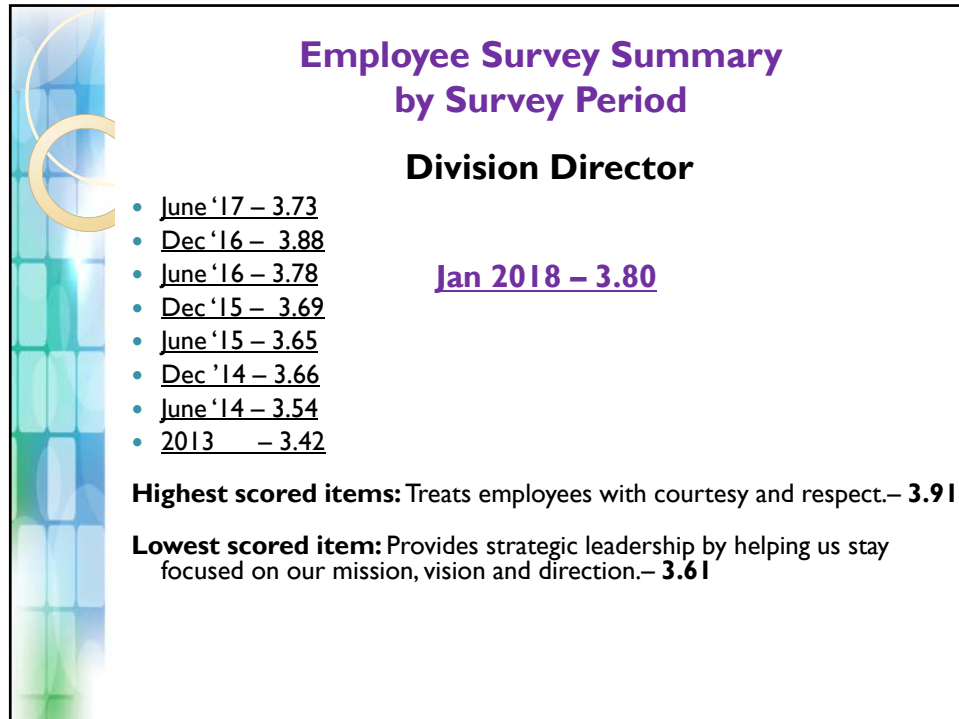 Employee Survey Summary
by Survey Period
Division Director
• June ‘17 – 3.73
• Dec ‘16 – 3.88
• June ‘16 – 3.78
• Dec ‘15 – 3.69
• June ‘15 – 3.65
• Dec ’14 – 3.66
• June ‘14 – 3.54
• 2013 – 3.42
Jan 2018 – 3.80
Highest scored items: Treats employees with courtesy and respect.– 3.91
Lowest scored item: Provides strategic leadership by helping us stay
focused on our mission, vision and direction.– 3.61